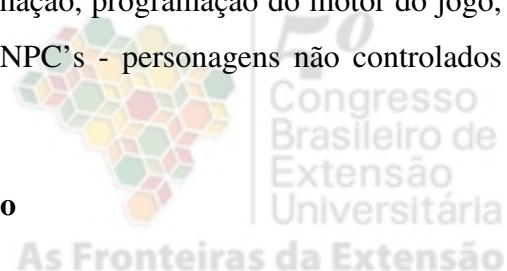 nação, programação do motor do jogo,
NPC's - personagens não controlados
5º
Congresso
Brasileiro de
Extensão
Universitária
o
As Fronteiras da Extensão